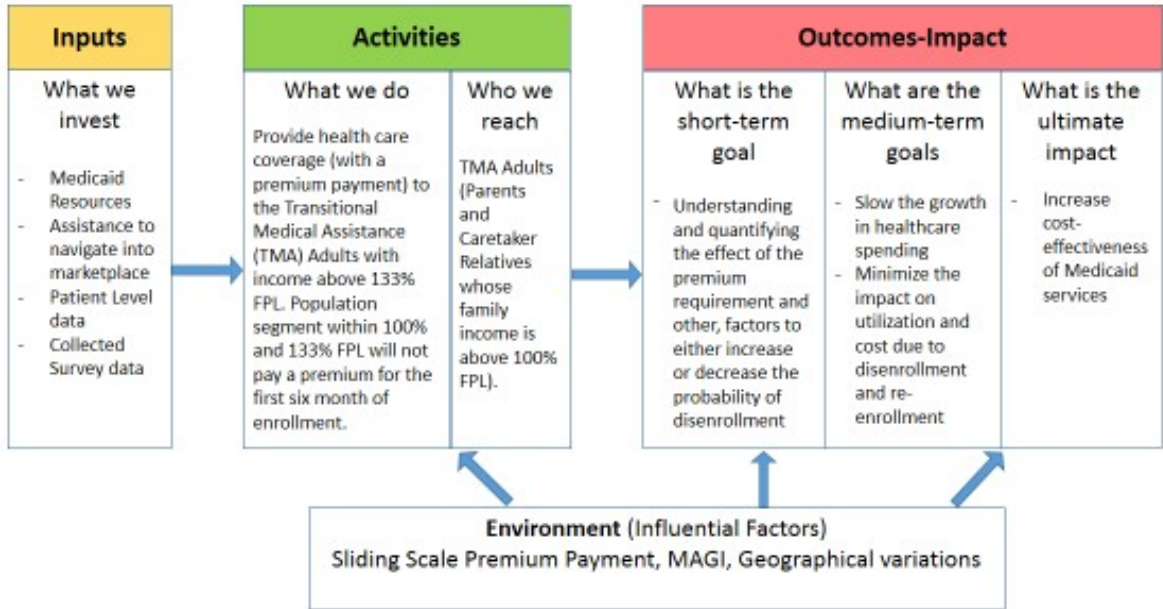 Inputs
What we
invest
- Medicaid
Resources
- Assistance to
navigate into
marketplace
- Patient Level
data
- Collected
Survey data
Activities
What we do
Provide health care
coverage (with a
premium payment) to
the Transitional
Medical Assistance
(TMA) Adults with
income above 133%
FPL. Population
segment within 100%
and 133% FPL will not
pay a premium for the
first six month of
enrollment.
Who we
reach
TMA Adults
(Parents
and
Caretaker
Relatives
whose
family
income is
above 100%
FPL).
Outcomes-Impact
What is the
short-term
goal
- Understanding
and quantifying
the effect of the
premium
requirement and
other, factors to
either increase
or decrease the
probability of
disenrollment
What are the
medium-term
goals
- Slow the growth
in healthcare
spending
- Minimize the
impact on
utilization and
cost due to
disenrollment
and re-
enrollment
What is the
ultimate
impact
- Increase
cost-
effectiveness
of Medicaid
services
Environment (Influential Factors)
Sliding Scale Premium Payment, MAGI, Geographical variations